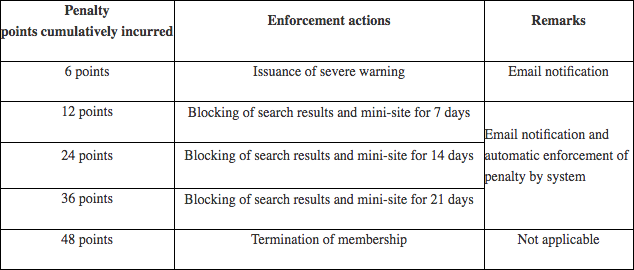 Penalty
points cumulatively incurred
Enforcement actions
Remarks
6 points
Issuance of severe warning
Email notification
12 points
Blocking of search results and mini-site for 7 days
24 points
Blocking of search results and mini-site for 14 days
36 points
Blocking of search results and mini-site for 21 days
Email notification and
automatic enforcement of
penalty by system
48 points
Termination of membership
Not applicable